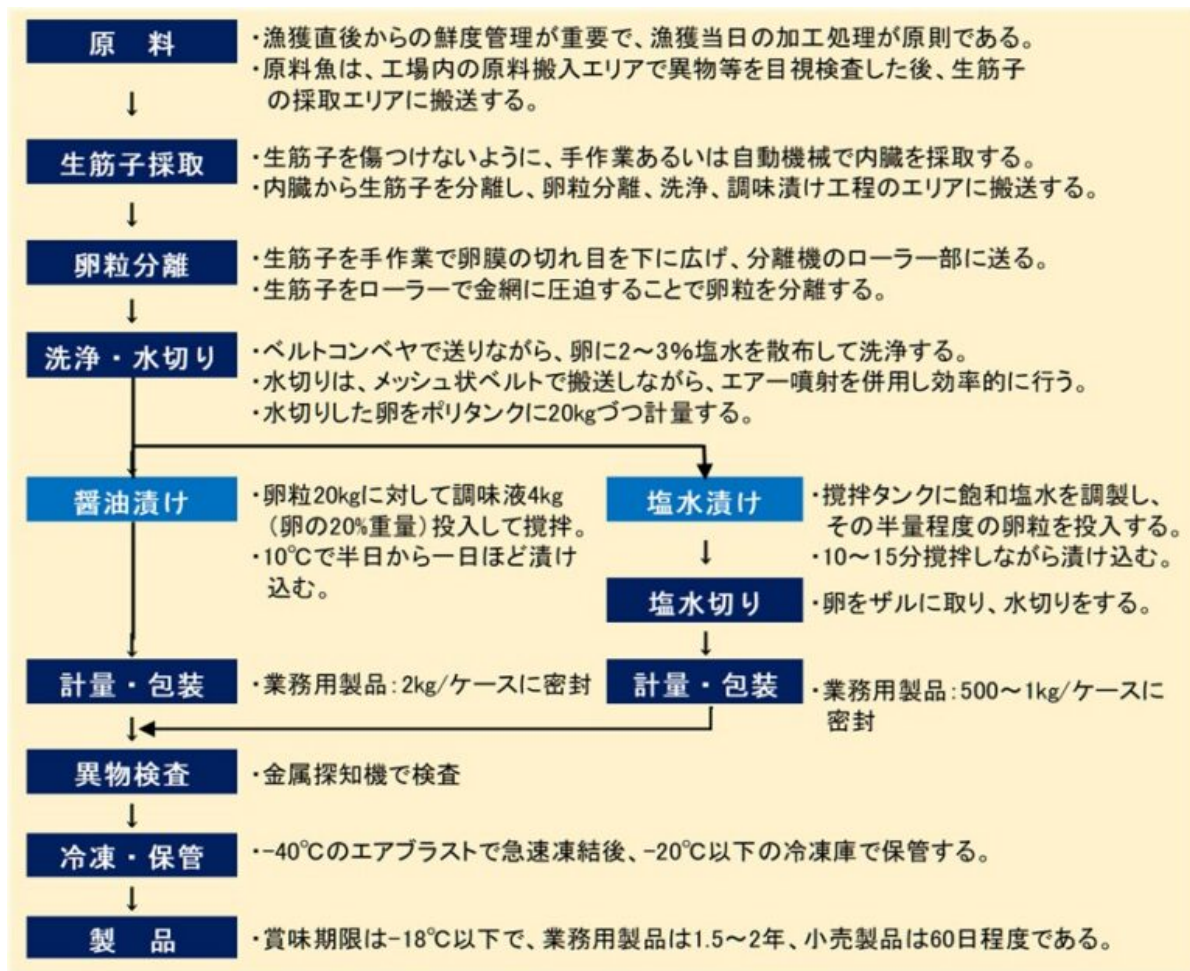 原　料
・漁獲直後からの鮮度管理が重要で、漁獲当日の加工処理が原則である。
・原料魚は、工場内の原料搬入エリアで異物等を目視検査した後、生筋子
の採取エリアに搬送する。
↓
生筋子採取
・生筋子を傷つけないように、手作業あるいは自動機械で内臓を採取する。
・内臓から生筋子を分離し、卵粒分離、洗浄、調味漬け工程のエリアに搬送する。
↓
卵粒分離
・生筋子を手作業で卵膜の切れ目を下に広げ、分離機のローラー部に送る。
・生筋子をローラーで金網に圧迫することで卵粒を分離する。
↓
洗浄・水切り
・ベルトコンベヤで送りながら、卵に2～3％塩水を散布して洗浄する。
・水切りは、メッシュ状ベルトで搬送しながら、エアー噴射を併用し効率的に行う。
・水切りした卵をポリタンクに20kgづつ計量する。
醤油漬け
・卵粒20kgに対して調味液4kg
（卵の20%重量）投入して撹拌。
・10℃で半日から一日ほど漬け
込む。
塩水漬け
・撹拌タンクに飽和塩水を調製し、
その半量程度の卵粒を投入する。
・10～15分撹拌しながら漬け込む。
↓
塩水切り
・卵をザルに取り、水切りをする。
↓
計量・包装
・業務用製品：2kg/ケースに密封
計量・包装
・業務用製品：500～1kg/ケースに
密封
↓
異物検査
・金属探知機で検査
↓
冷凍・保管
・-40℃のエアブラストで急速凍結後、-20℃以下の冷凍庫で保管する。
↓
製　品
・賞味期限は-18℃以下で、業務用製品は1.5～2年、小売製品は60日程度である。